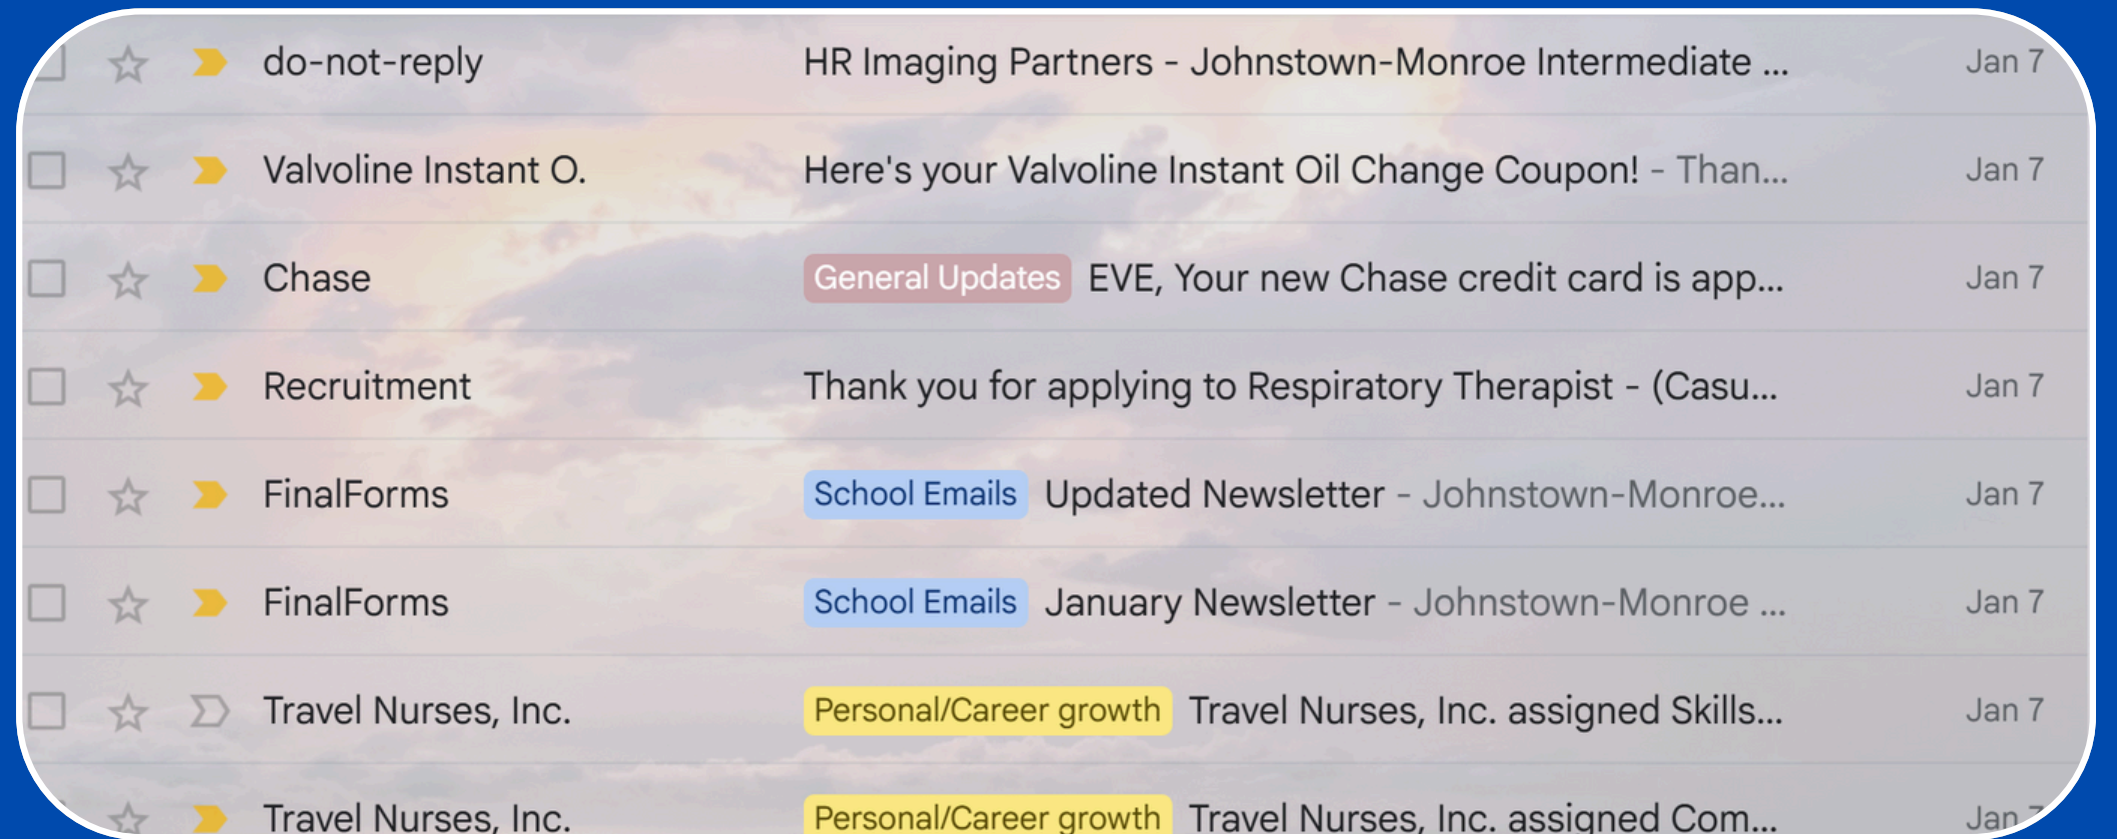 do-not-reply HR Imaging Partners - Johnstown-Monroe Intermediate ... Jan 7
Valvoline Instant O. Here's your Valvoline Instant Oil Change Coupon! - Than... Jan 7
Chase General Updates EVE, Your new Chase credit card is app... Jan 7
Recruitment Thank you for applying to Respiratory Therapist - (Casu... Jan 7
FinalForms School Emails Updated Newsletter - Johnstown-Monroe... Jan 7
FinalForms School Emails January Newsletter - Johnstown-Monroe ... Jan 7
Travel Nurses, Inc. Personal/Career growth Travel Nurses, Inc. assigned Skills... Jan 7
Travel Nurses, Inc. Personal/Career growth Travel Nurses, Inc. assigned Com... Jan 7